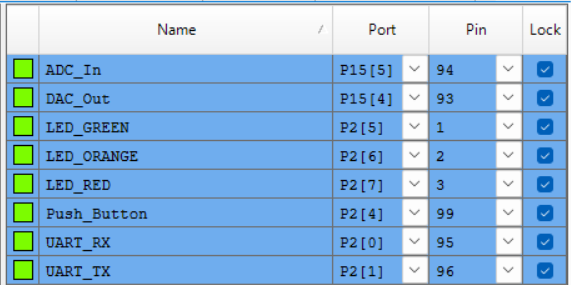 Name / Port Pin Lock
ADC_In P15[5] 94
DAC_Out P15[4] 93
LED_GREEN P2[5] 1
LED_ORANGE P2[6] 2
LED_RED P2[7] 3
Push_Button P2[4] 99
UART_RX P2[0] 95
UART_TX P2[1] 96